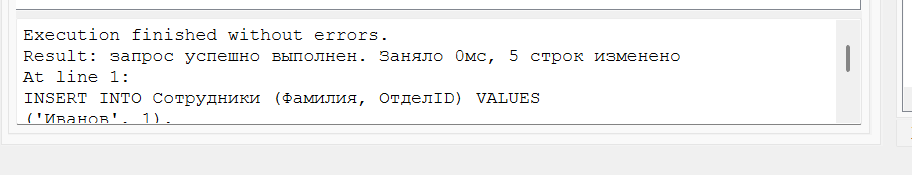 Execution finished without errors.
Result: запрос успешно выполнен. Заняло 0мс, 5 строк изменено
At line 1:
INSERT INTO Сотрудники (Фамилия, ОтделID) VALUES
('Иванов', 1),